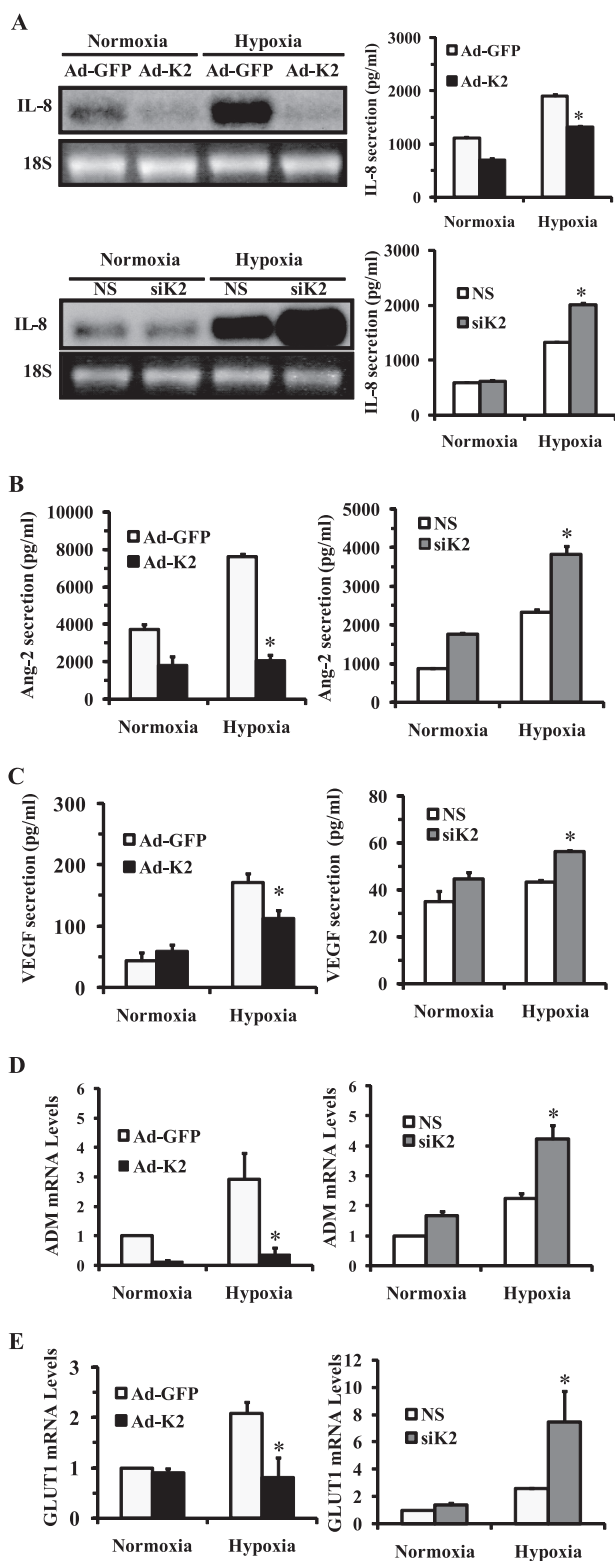 A
Normoxia Hypoxia
Ad-GFP Ad-K2 Ad-GFP Ad-K2
IL-8
18S
IL-8 secretion (pg/ml)
3000
2000
1000
0
Ad-GFP
Ad-K2
*
Normoxia Hypoxia
Normoxia Hypoxia
NS siK2 NS siK2
IL-8
18S
IL-8 secretion (pg/ml)
3000
2000
1000
0
NS
siK2
*
Normoxia Hypoxia
B
Ang-2 secretion (pg/ml)
10000
8000
6000
4000
2000
0
Ad-GFP
Ad-K2
*
Normoxia Hypoxia
Ang-2 secretion (pg/ml)
5000
4000
3000
2000
1000
0
NS
siK2
*
Normoxia Hypoxia
C
VEGF secretion (pg/ml)
300
200
100
0
Ad-GFP
Ad-K2
*
Normoxia Hypoxia
VEGF secretion (pg/ml)
80
60
40
20
0
NS
siK2
*
Normoxia Hypoxia
D
ADM mRNA Levels
6
5
4
3
2
1
0
Ad-GFP
Ad-K2
*
Normoxia Hypoxia
ADM mRNA Levels
6
5
4
3
2
1
0
NS
siK2
*
Normoxia Hypoxia
E
GLUT1 mRNA Levels
3
2
1
0
Ad-GFP
Ad-K2
*
Normoxia Hypoxia
GLUT1 mRNA Levels
12
10
8
6
4
2
0
NS
siK2
*
Normoxia Hypoxia